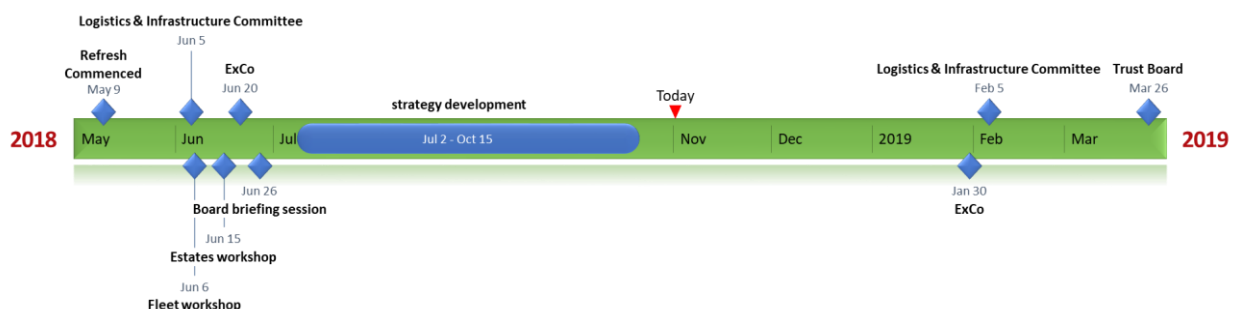 Logistics & Infrastructure Committee
Jun 5
Refresh
Commenced
May 9
ExCo
Jun 20
strategy development
Today
Logistics & Infrastructure Committee
Feb 5
Trust Board
Mar 26
2018
May
Jun
Jul
Jul 2 - Oct 15
Nov
Dec
2019
Feb
Mar
2019
Jun 26
Board briefing session
Jun 15
Estates workshop
Jun 6
Fleet workshop
Jan 30
ExCo